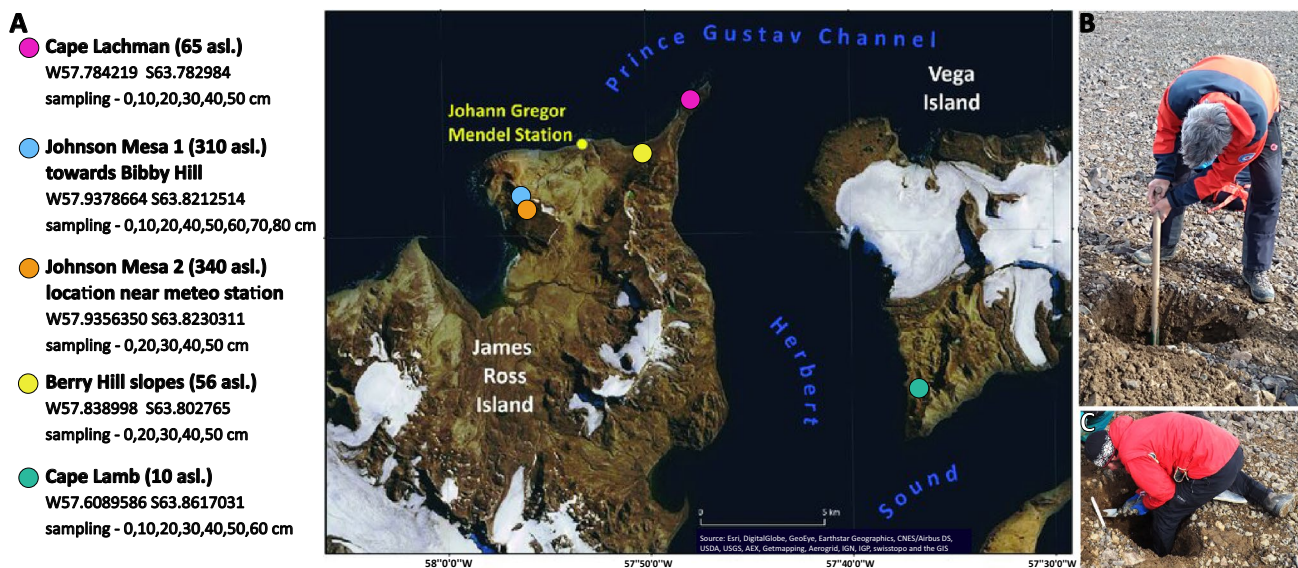 A
Cape Lachman (65 asl.)
W57.784219 S63.782984
sampling - 0,10,20,30,40,50 cm
Johnson Mesa 1 (310 asl.)
towards Bibby Hill
W57.9378664 S63.8212514
sampling - 0,10,20,40,50,60,70,80 cm
Johnson Mesa 2 (340 asl.)
location near meteo station
W57.9356350 S63.8230311
sampling - 0,20,30,40,50 cm
Berry Hill slopes (56 asl.)
W57.838998 S63.802765
sampling - 0,20,30,40,50 cm
Cape Lamb (10 asl.)
W57.6089586 S63.8617031
sampling - 0,10,20,30,40,50,60 cm
Prince Gustav Channel
Vega
Island
Johann Gregor
Mendel Station
James
Ross
Island
Herbert
Sound
0 5 km
Source: Esri, DigitalGlobe, GeoEye, Earthstar Geographics, CNES/Airbus DS,
USDA, USGS, AEX, Getmapping, Aerogrid, IGN, IGP, swisstopo and the GIS
58°0'0"W 57°50'0"W 57°40'0"W 57°30'0"W
B
C